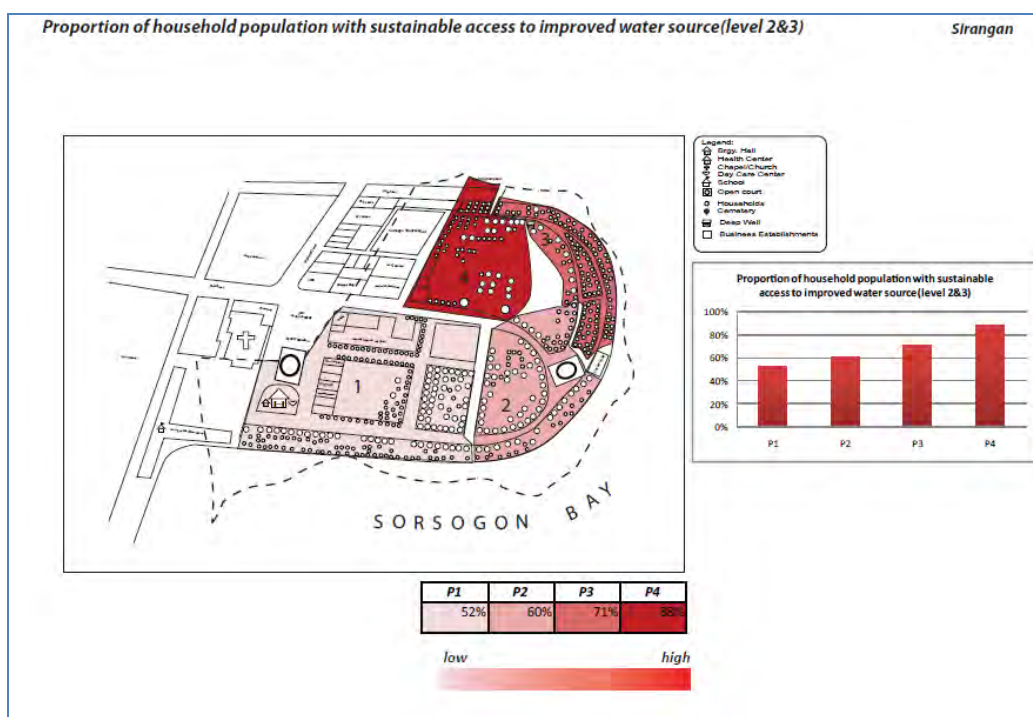 Proportion of household population with sustainable access to improved water source(level 2&3)
Sirangan
Legend:
Brgy. Hall
Health Center
Chapel/Church
Day Care Center
School
Open court
Households
Cemetery
Deep Well
Business Establishments
3
4
1
2
SORSOGON BAY
Proportion of household population with sustainable
access to improved water source(level 2&3)
100%
80%
60%
40%
20%
0%
P1 P2 P3 P4
P1 P2 P3 P4
52% 60% 71% 88%
low high